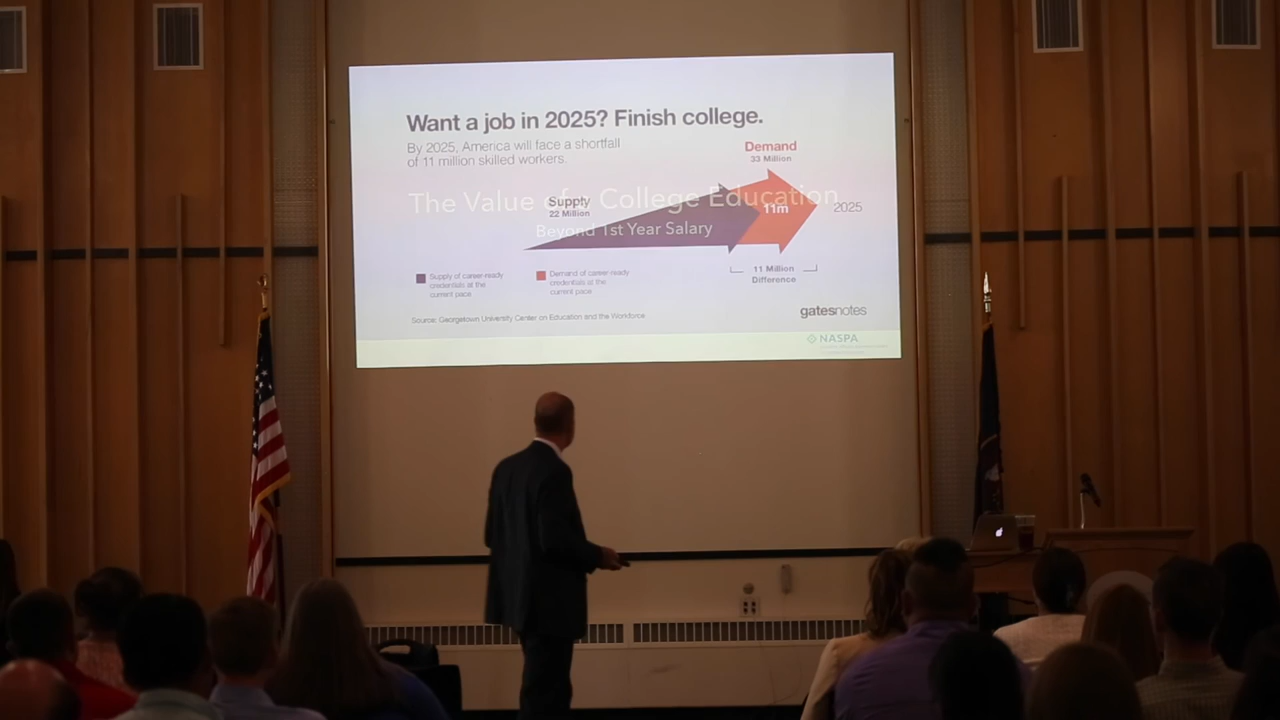 Want a job in 2025? Finish college.
By 2025, America will face a shortfall
of 11 million skilled workers.
Demand
33 Million
The Value of a College Education
Supply
22 Million
11m
2025
Beyond 1st Year Salary
Supply of career-ready
credentials at the
current pace
Demand of career-ready
credentials at the
current pace
11 Million
Difference
gatesnotes
Source: Georgetown University Center on Education and the Workforce
NASPA